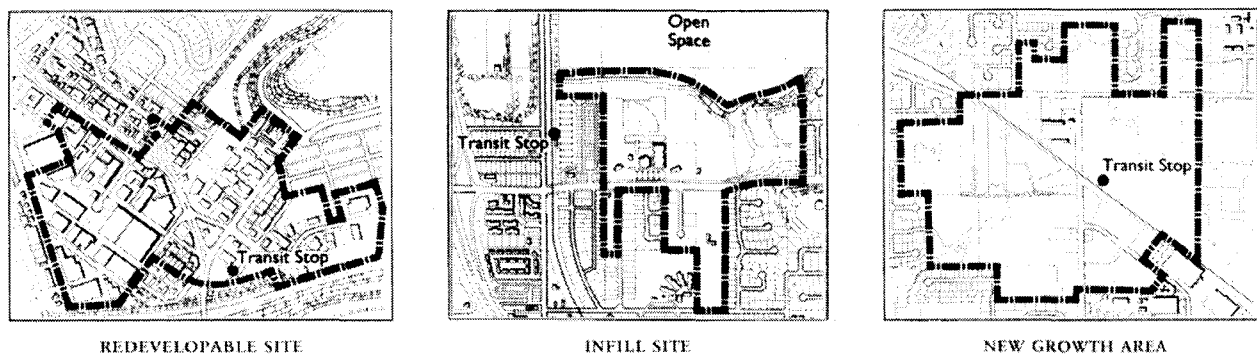 Transit Stop
REDEVELOPABLE SITE
Open
Space
Transit Stop
INFILL SITE
Transit Stop
NEW GROWTH AREA